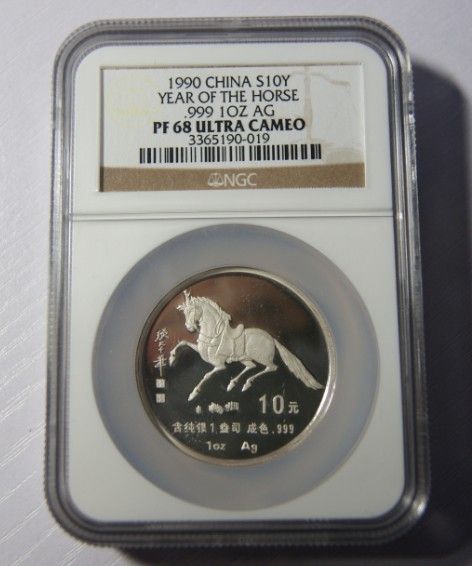 1990 CHINA S10Y
YEAR OF THE HORSE
.999 1OZ AG
PF 68 ULTRA CAMEO
3365190-019
NGC
10元
含纯银1盎司 成色.999
1oz Ag